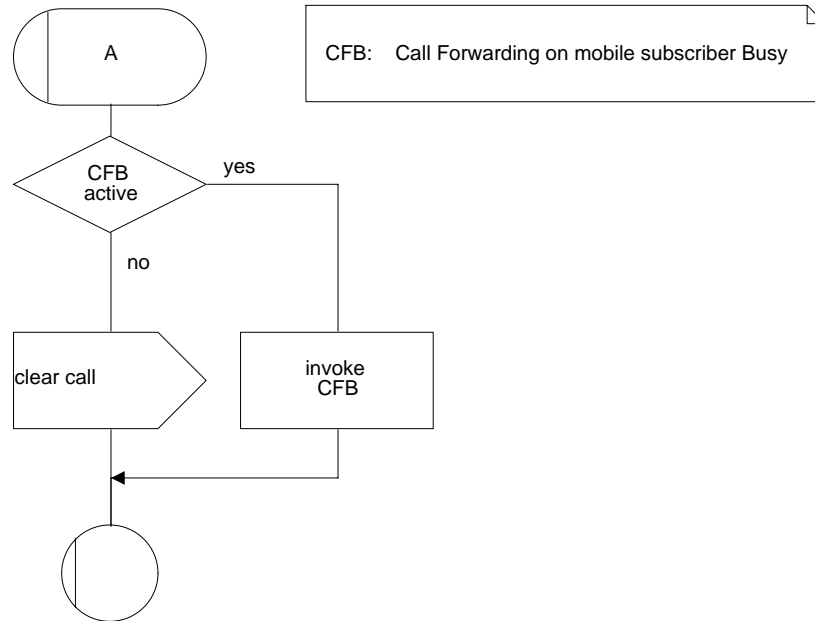 A
CFB: Call Forwarding on mobile subscriber Busy
CFB
active
yes
no
clear call
invoke
CFB